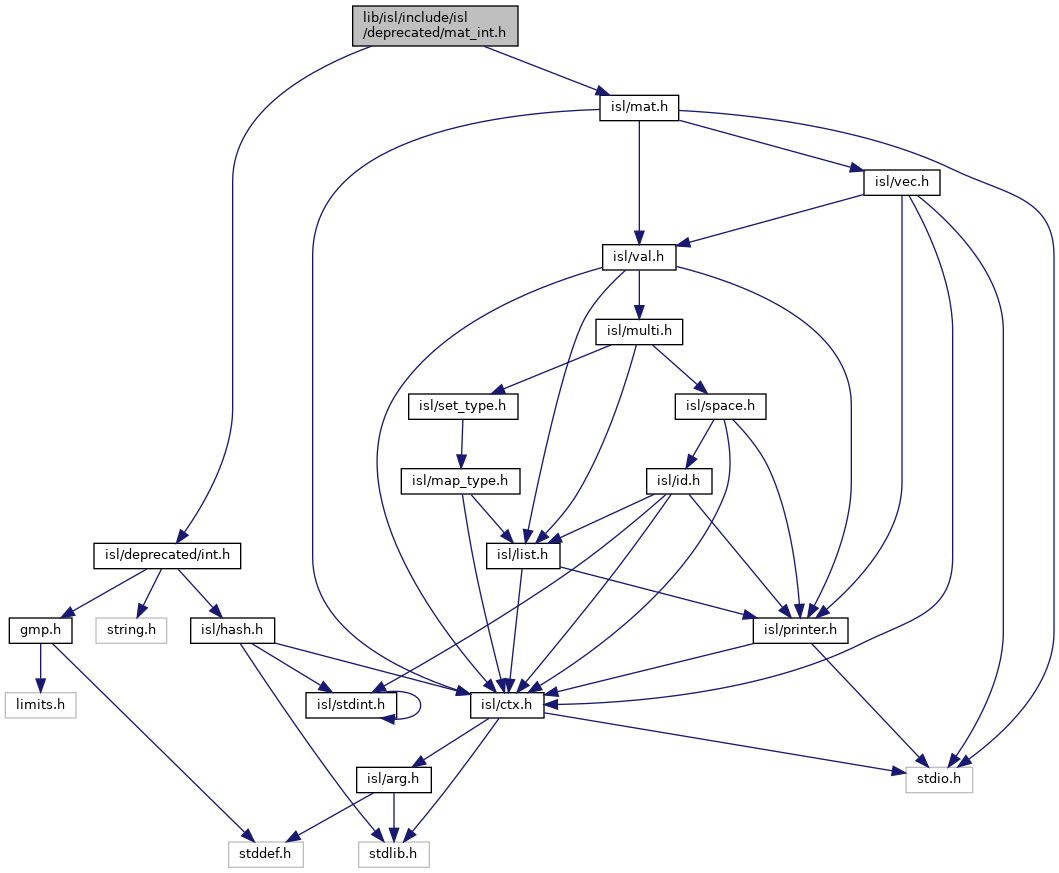 lib/isl/include/isl
/deprecated/mat_int.h
isl/mat.h
isl/vec.h
isl/val.h
isl/multi.h
isl/set_type.h
isl/space.h
isl/map_type.h
isl/id.h
isl/deprecated/int.h
isl/list.h
gmp.h
string.h
isl/hash.h
isl/printer.h
limits.h
isl/stdint.h
isl/ctx.h
isl/arg.h
stdio.h
stddef.h
stdlib.h